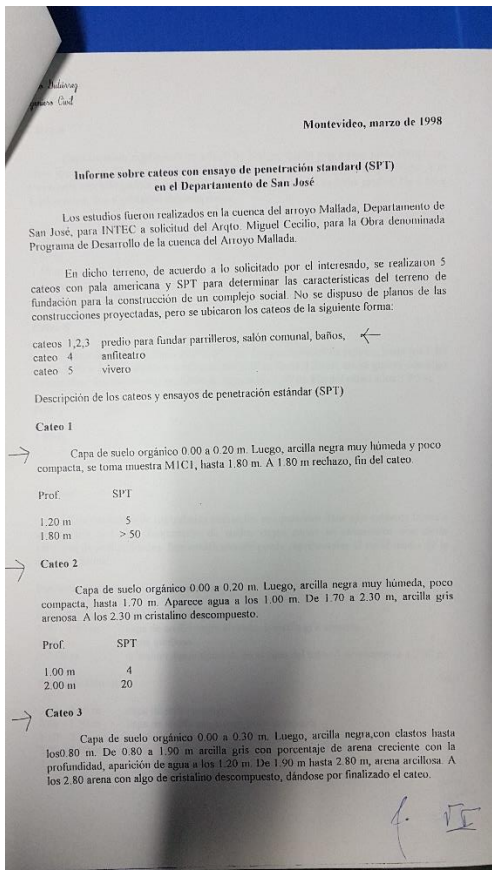 Gutiérrez
Civil
Montevideo, marzo de 1998
Informe sobre cateos con ensayo de penetración standard (SPT)
en el Departamento de San José
Los estudios fueron realizados en la cuenca del arroyo Mallada, Departamento de
San José, para INTEC a solicitud del Arqto. Miguel Cecilio, para la Obra denominada
Programa de Desarrollo de la cuenca del Arroyo Mallada.
En dicho terreno, de acuerdo a lo solicitado por el interesado, se realizaron 5
cateos con pala americana y SPT para determinar las características del terreno de
fundación para la construcción de un complejo social. No se dispuso de planos de las
construcciones proyectadas, pero se ubicaron los cateos de la siguiente forma:
cateos 1,2,3 predio para fundar parrilleros, salón comunal, baños,
cateo 4 anfiteatro
cateo 5 vivero
Descripción de los cateos y ensayos de penetración estándar (SPT)
Cateo 1
Capa de suelo orgánico 0.00 a 0.20 m. Luego, arcilla negra muy húmeda y poco
compacta, se toma muestra M1C1, hasta 1.80 m. A 1.80 m rechazo, fin del cateo.
Prof. SPT
1.20 m 5
1.80 m > 50
Cateo 2
Capa de suelo orgánico 0.00 a 0.20 m. Luego, arcilla negra muy húmeda, poco
compacta, hasta 1.70 m. Aparece agua a los 1.00 m. De 1.70 a 2.30 m, arcilla gris
arenosa. A los 2.30 m cristalino descompuesto.
Prof. SPT
1.00 m 4
2.00 m 20
Cateo 3
Capa de suelo orgánico 0.00 a 0.30 m. Luego, arcilla negra,con clastos hasta
los0.80 m. De 0.80 a 1.90 m arcilla gris con porcentaje de arena creciente con la
profundidad, aparición de agua a los 1.20 m. De 1.90 m hasta 2.80 m, arena arcillosa. A
los 2.80 arena con algo de cristalino descompuesto, dándose por finalizado el cateo.